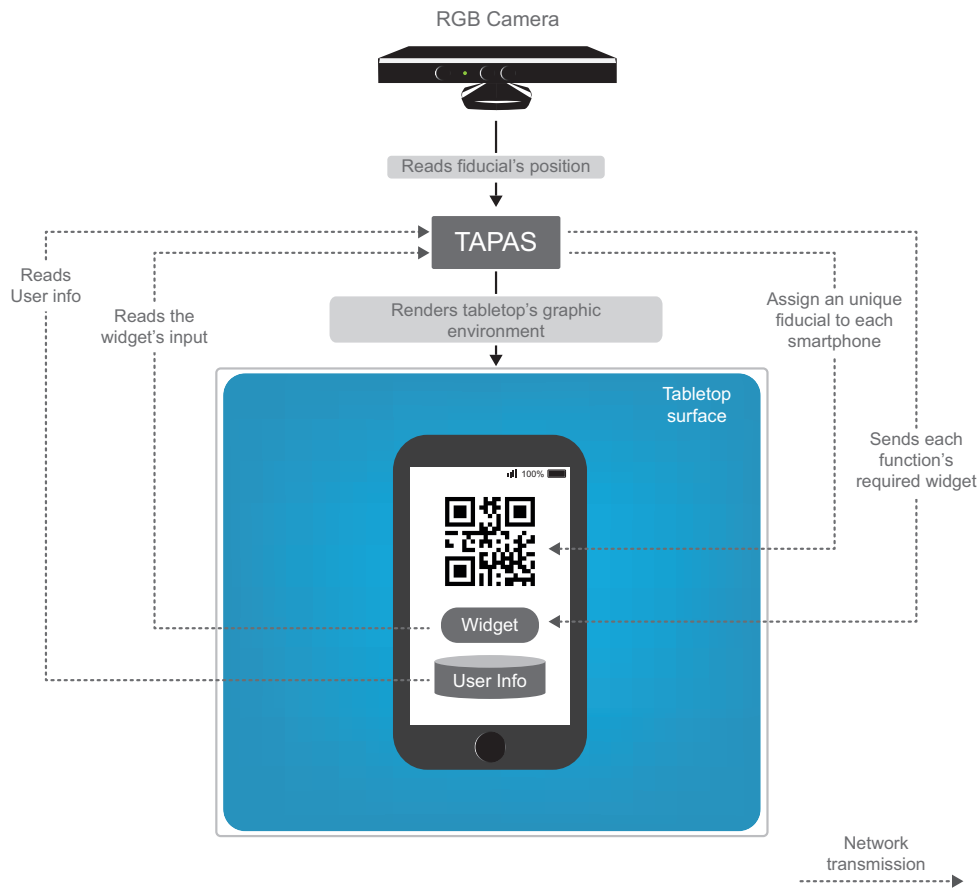 RGB Camera
Reads fiducial's position
TAPAS
Reads
User info
Reads the
widget's input
Renders tabletop's graphic
environment
Assign an unique
fiducial to each
smartphone
Tabletop
surface
Sends each
function's
required widget
100%
Widget
User Info
Network
transmission